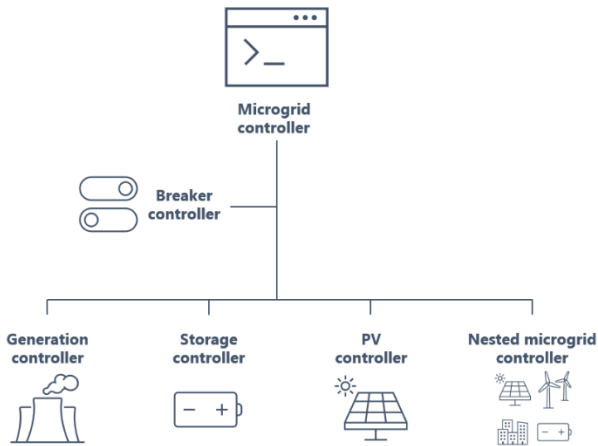 Microgrid
controller
Breaker
controller
Generation
controller
Storage
controller
PV
controller
Nested microgrid
controller